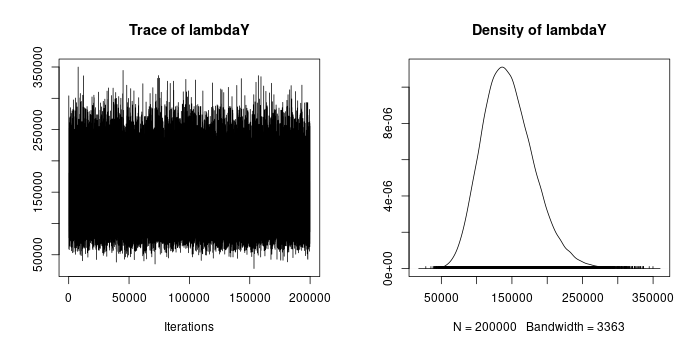 Trace of lambdaY
350000
250000
150000
50000
0
50000
100000
150000
200000
Iterations
Density of lambdaY
8e-06
4e-06
0e+00
50000
150000
250000
350000
N = 200000 Bandwidth = 3363